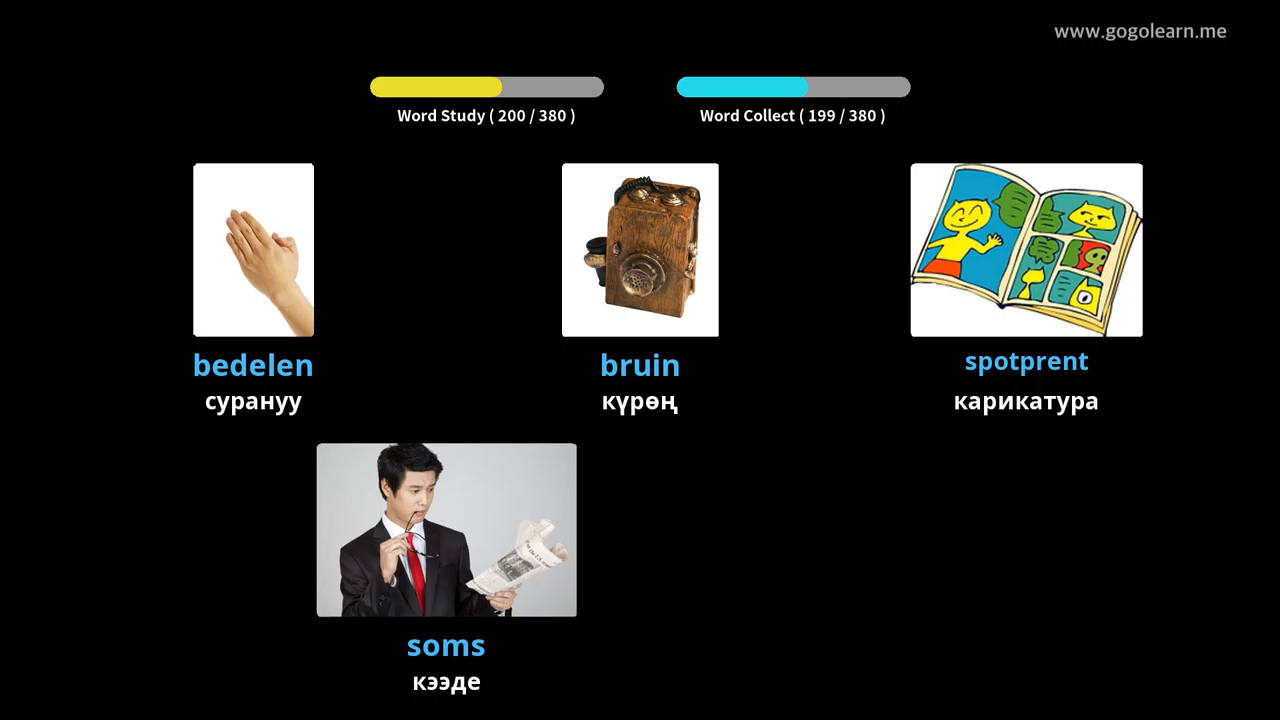 www.gogolearn.me
Word Study ( 200 / 380 )
Word Collect ( 199 / 380 )
bedelen
сурануу
bruin
күрөң
spotprent
карикатура
soms
кээде